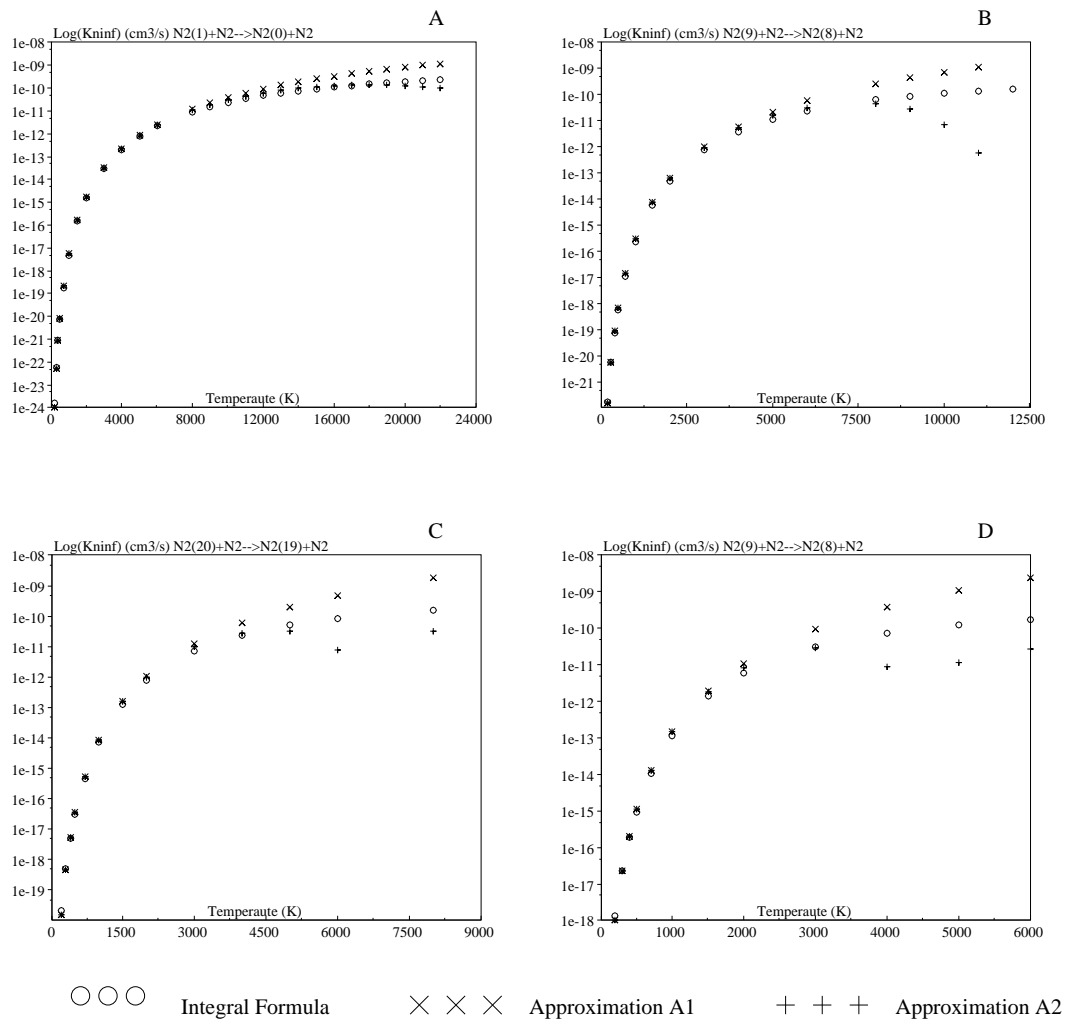 A
Log(Kninf) (cm3/s) N2(1)+N2-->N2(0)+N2
1e-08
1e-09
1e-10
1e-11
1e-12
1e-13
1e-14
1e-15
1e-16
1e-17
1e-18
1e-19
1e-20
1e-21
1e-22
1e-23
1e-24
Temperaute (K)
0 4000 8000 12000 16000 20000 24000
B
Log(Kninf) (cm3/s) N2(9)+N2-->N2(8)+N2
1e-08
1e-09
1e-10
1e-11
1e-12
1e-13
1e-14
1e-15
1e-16
1e-17
1e-18
1e-19
1e-20
1e-21
Temperaute (K)
0 2500 5000 7500 10000 12500
C
Log(Kninf) (cm3/s) N2(20)+N2-->N2(19)+N2
1e-08
1e-09
1e-10
1e-11
1e-12
1e-13
1e-14
1e-15
1e-16
1e-17
1e-18
1e-19
Temperaute (K)
0 1500 3000 4500 6000 7500 9000
D
Log(Kninf) (cm3/s) N2(9)+N2-->N2(8)+N2
1e-08
1e-09
1e-10
1e-11
1e-12
1e-13
1e-14
1e-15
1e-16
1e-17
1e-18
Temperaute (K)
0 1000 2000 3000 4000 5000 6000
Integral Formula
Approximation A1
Approximation A2